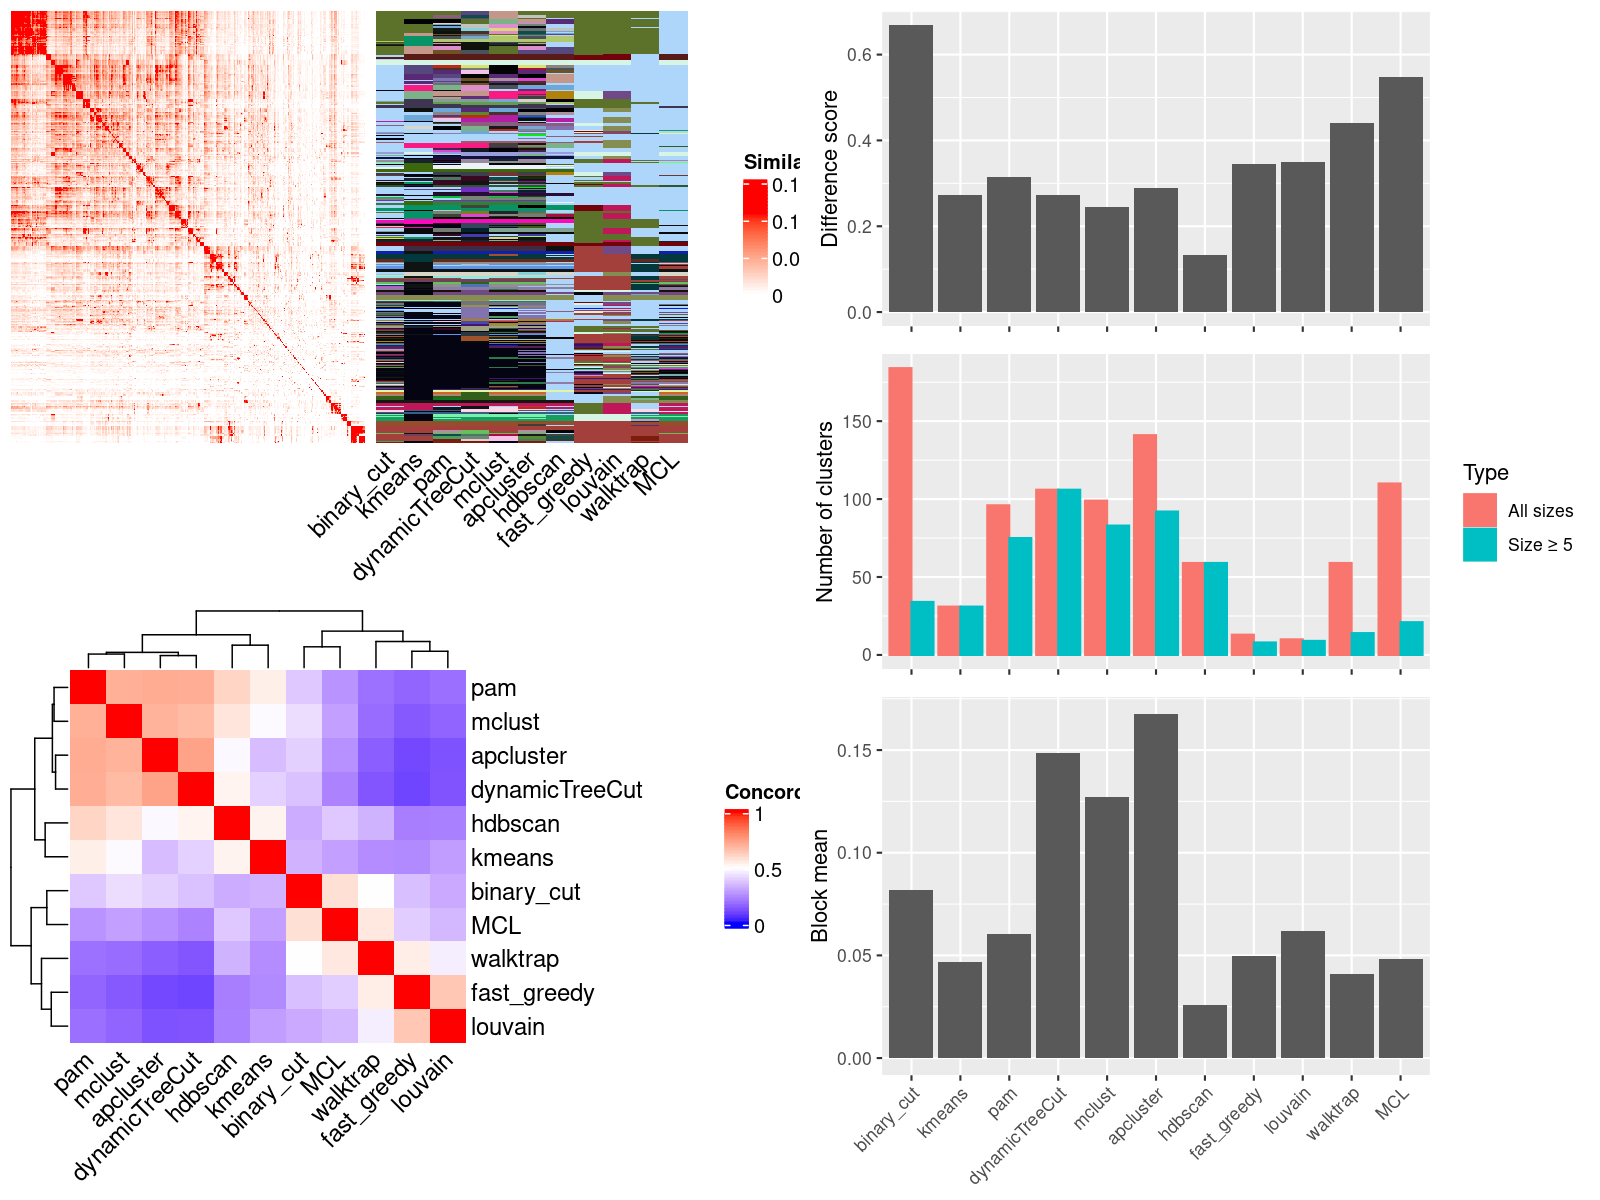 Simila
0.1
0.1
0.0
0
binary_cut
kmeans
pam
dynamicTreeCut
mclust
apcluster
hdbscan
fast_greedy
louvain
walktrap
MCL
pam
mclust
apcluster
dynamicTreeCut
hdbscan
kmeans
binary_cut
MCL
walktrap
fast_greedy
louvain
pam
mclust
apcluster
dynamicTreeCut
hdbscan
kmeans
binary_cut
MCL
walktrap
fast_greedy
louvain
Concord
1
0.5
0
Difference score
0.6
0.4
0.2
0.0
Number of clusters
150
100
50
0
Type
All sizes
Size ≥ 5
Block mean
0.15
0.10
0.05
0.00
binary_cut
kmeans
pam
dynamicTreeCut
mclust
apcluster
hdbscan
fast_greedy
louvain
walktrap
MCL